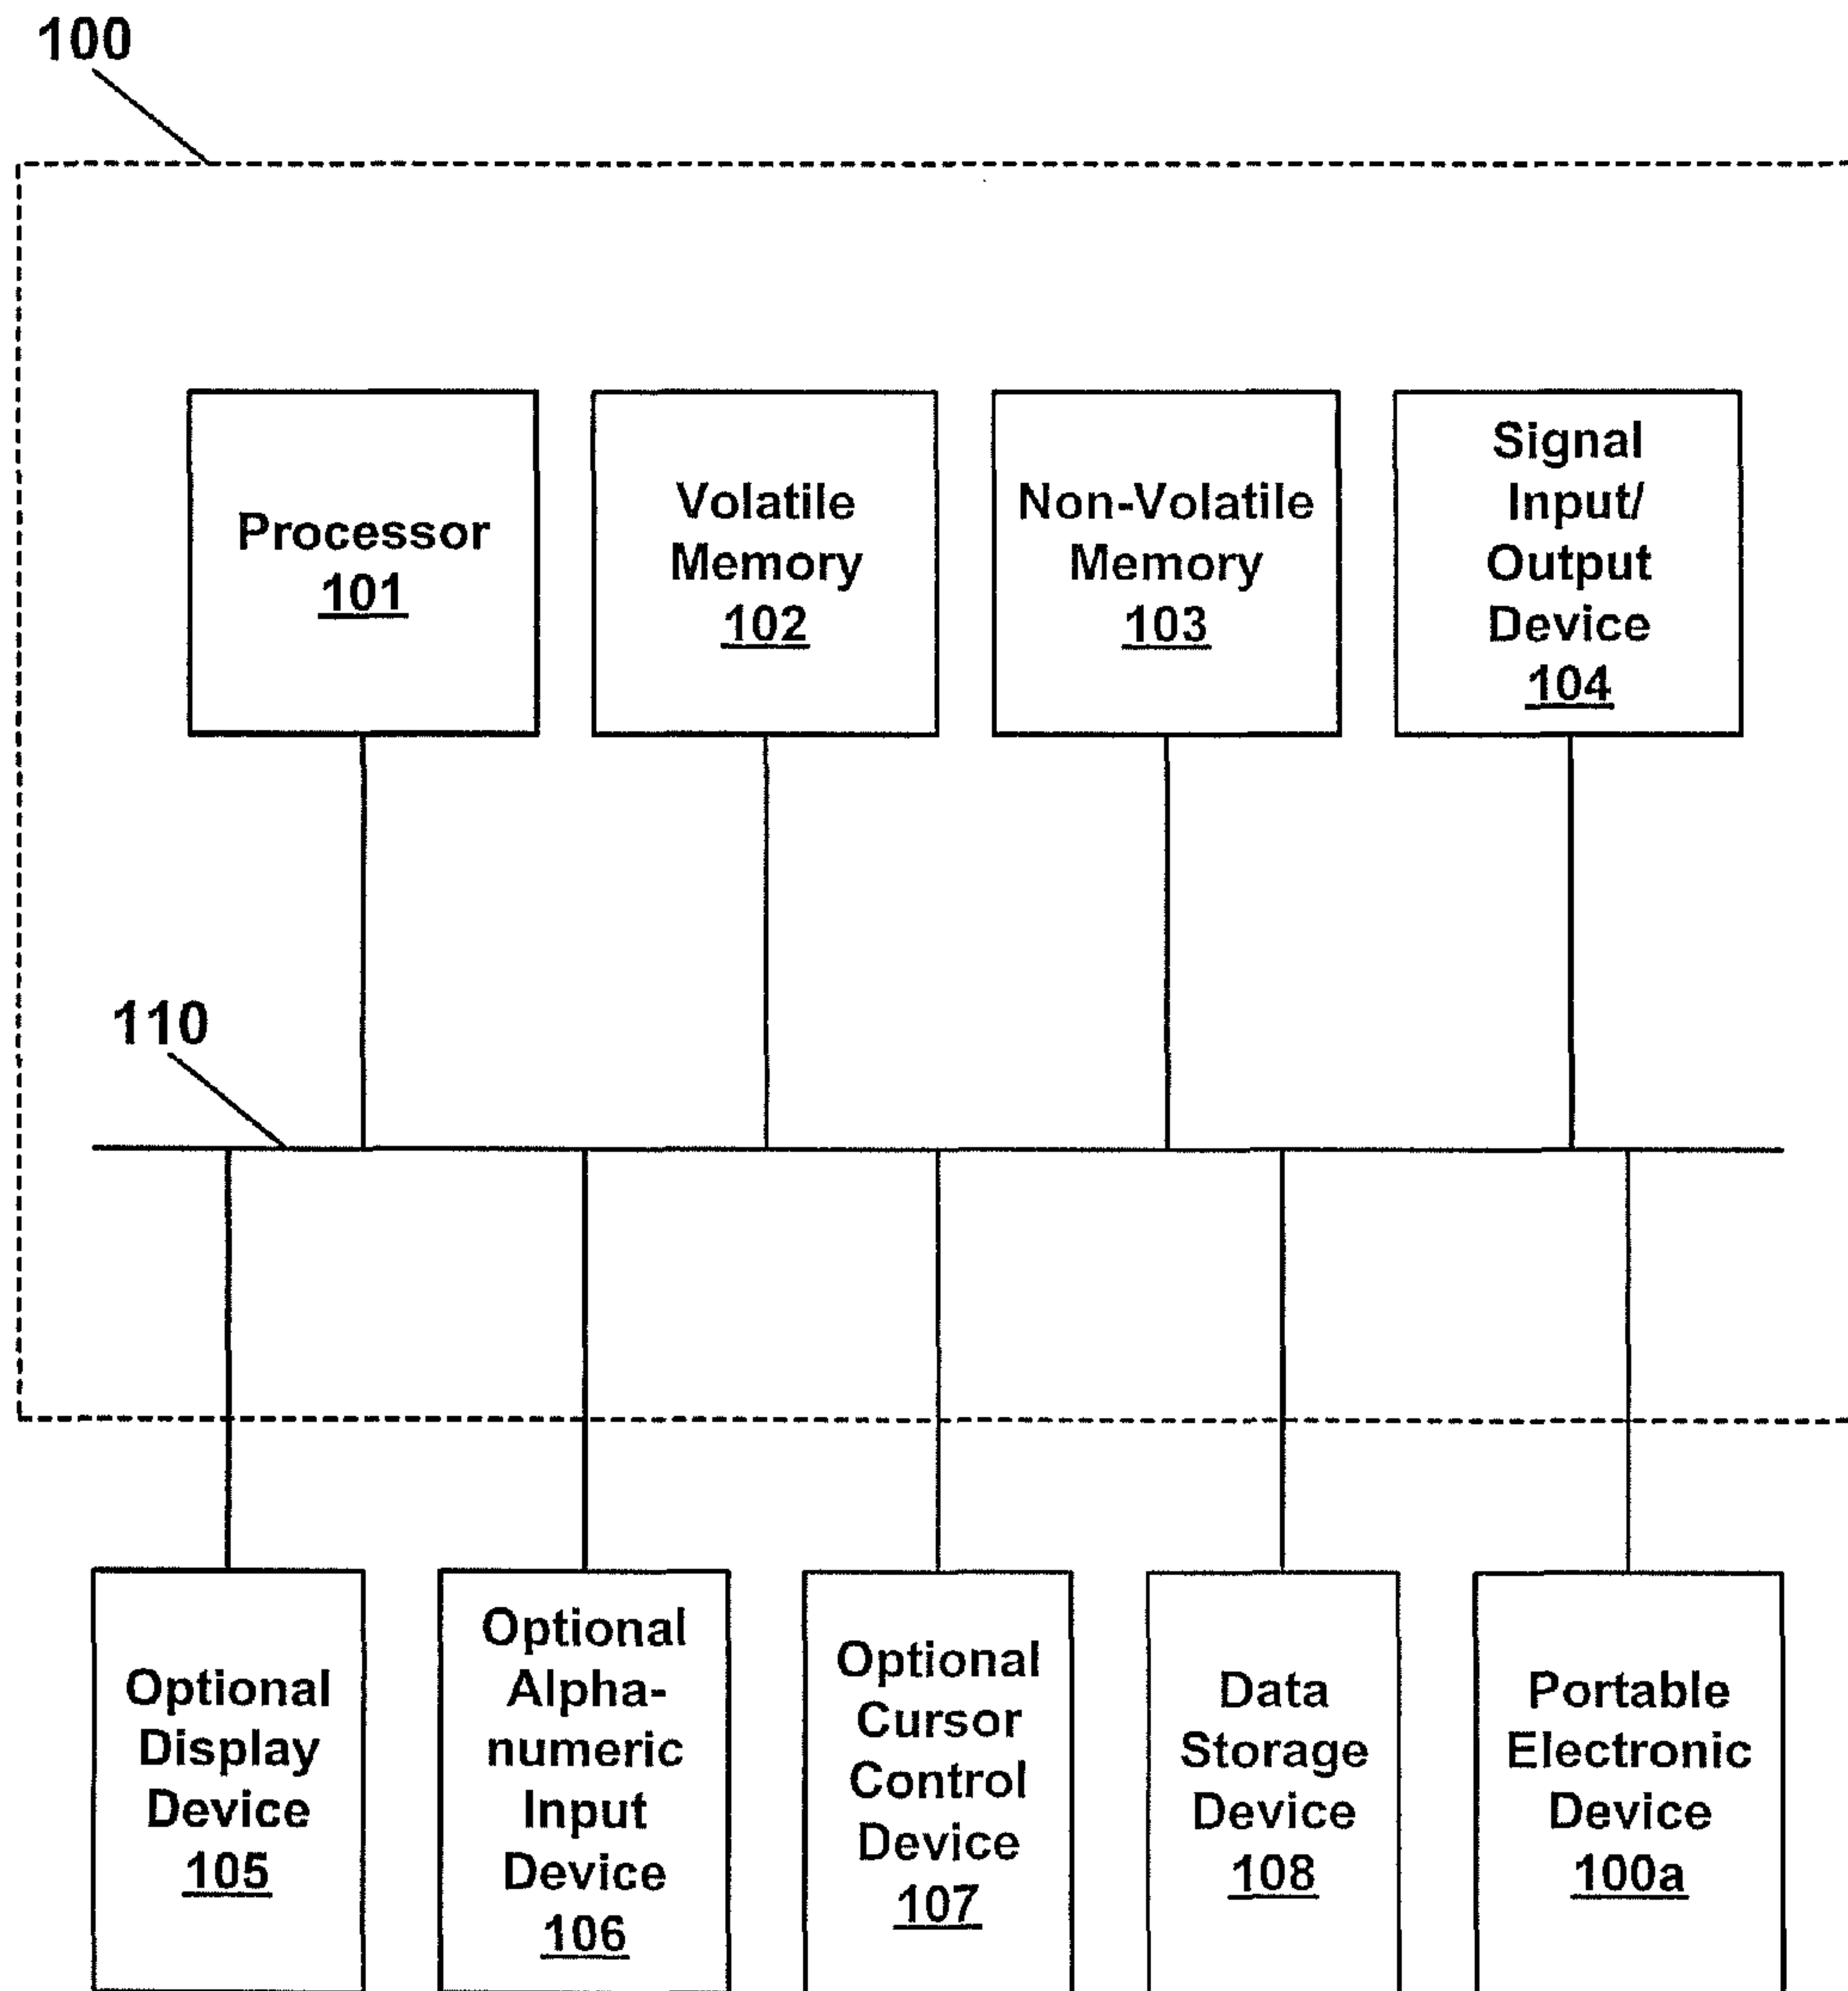 100
Processor
101
Volatile
Memory
102
Non-Volatile
Memory
103
Signal
Input/
Output
Device
104
110
Optional
Display
Device
105
Optional
Alpha-
numeric
Input
Device
106
Optional
Cursor
Control
Device
107
Data
Storage
Device
108
Portable
Electronic
Device
100a